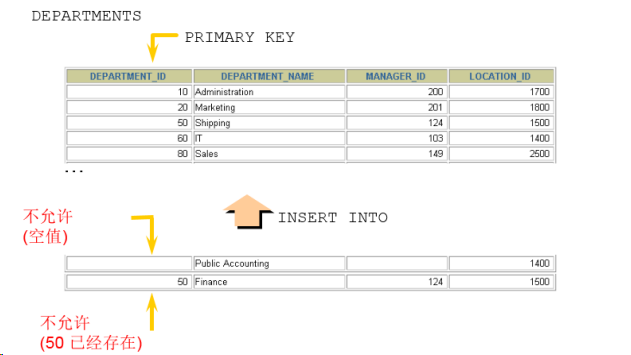 DEPARTMENTS
PRIMARY KEY
DEPARTMENT_ID DEPARTMENT_NAME MANAGER_ID LOCATION_ID
10 Administration 200 1700
20 Marketing 201 1800
50 Shipping 124 1500
60 IT 103 1400
80 Sales 149 2500
...
不允许
(空值)
INSERT INTO
Public Accounting 1400
50 Finance 124 1500
不允许
(50 已经存在)